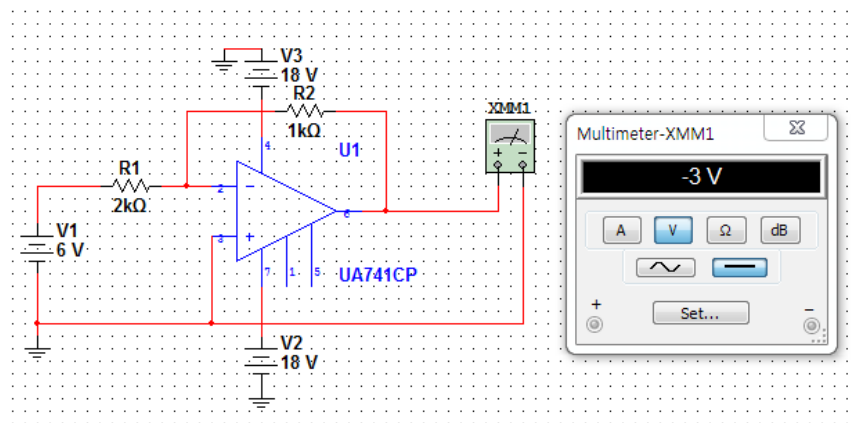 V3
18 V
R2
1kΩ
XMM1
+ −
Multimeter-XMM1
-3 V
A V Ω dB
Set...
+
−
U1
4
R1
2kΩ
2
−
3
+
6
7 1 5
UA741CP
V1
6 V
V2
18 V